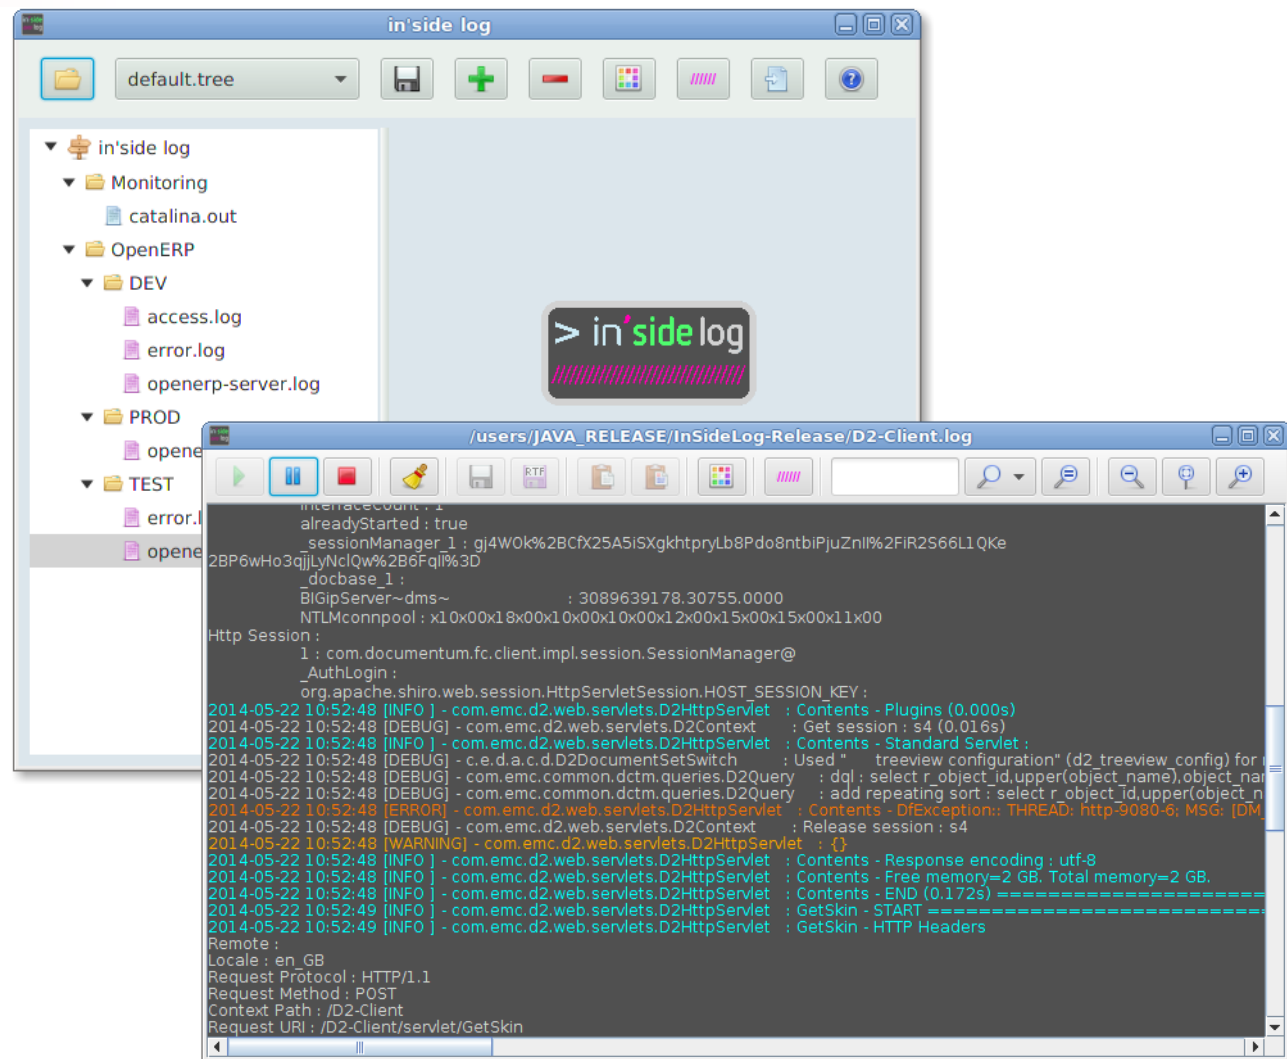 in'side log
default.tree
in'side log
Monitoring
catalina.out
OpenERP
DEV
access.log
error.log
openerp-server.log
PROD
opene
TEST
error.l
opene
> in'side log
/users/JAVA_RELEASE/InSideLog-Release/D2-Client.log
RTF
interfaceCount : 1
alreadyStarted : true
_sessionManager_1 : gj4WOk%2BCfX25A5iSXgkhtpryLb8Pdo8ntbiPjuZnII%2FiR2S66L1QKe
2BP6wHo3qjjLyNclQw%2B6FqII%3D
_docbase_1 :
BIGipServer~dms~ : 3089639178.30755.0000
NTLMconnpool : x10x00x18x00x10x00x10x00x12x00x15x00x15x00x11x00
Http Session :
1 : com.documentum.fc.client.impl.session.SessionManager@
_AuthLogin :
org.apache.shiro.web.session.HttpServletSession.HOST_SESSION_KEY :
2014-05-22 10:52:48 [INFO ] - com.emc.d2.web.servlets.D2HttpServlet : Contents - Plugins (0.000s)
2014-05-22 10:52:48 [DEBUG] - com.emc.d2.web.servlets.D2Context : Get session : s4 (0.016s)
2014-05-22 10:52:48 [INFO ] - com.emc.d2.web.servlets.D2HttpServlet : Contents - Standard Servlet :
2014-05-22 10:52:48 [DEBUG] - c.e.d.a.c.d.D2DocumentSetSwitch : Used " treeview configuration" (d2_treeview_config) for
2014-05-22 10:52:48 [DEBUG] - com.emc.common.dctm.queries.D2Query : dql : select r_object_id,upper(object_name),object_na
2014-05-22 10:52:48 [DEBUG] - com.emc.common.dctm.queries.D2Query : add repeating sort : select r_object_id,upper(object_n
2014-05-22 10:52:48 [ERROR] - com.emc.d2.web.servlets.D2HttpServlet : Contents - DfException:: THREAD: http-9080-6; MSG: [DM_
2014-05-22 10:52:48 [DEBUG] - com.emc.d2.web.servlets.D2Context : Release session : s4
2014-05-22 10:52:48 [WARNING] - com.emc.d2.web.servlets.D2HttpServlet : {}
2014-05-22 10:52:48 [INFO ] - com.emc.d2.web.servlets.D2HttpServlet : Contents - Response encoding : utf-8
2014-05-22 10:52:48 [INFO ] - com.emc.d2.web.servlets.D2HttpServlet : Contents - Free memory=2 GB. Total memory=2 GB.
2014-05-22 10:52:48 [INFO ] - com.emc.d2.web.servlets.D2HttpServlet : Contents - END (0.172s) =====================
2014-05-22 10:52:49 [INFO ] - com.emc.d2.web.servlets.D2HttpServlet : GetSkin - START ==========================
2014-05-22 10:52:49 [INFO ] - com.emc.d2.web.servlets.D2HttpServlet : GetSkin - HTTP Headers
Remote :
Locale : en_GB
Request Protocol : HTTP/1.1
Request Method : POST
Context Path : /D2-Client
Request URI : /D2-Client/servlet/GetSkin